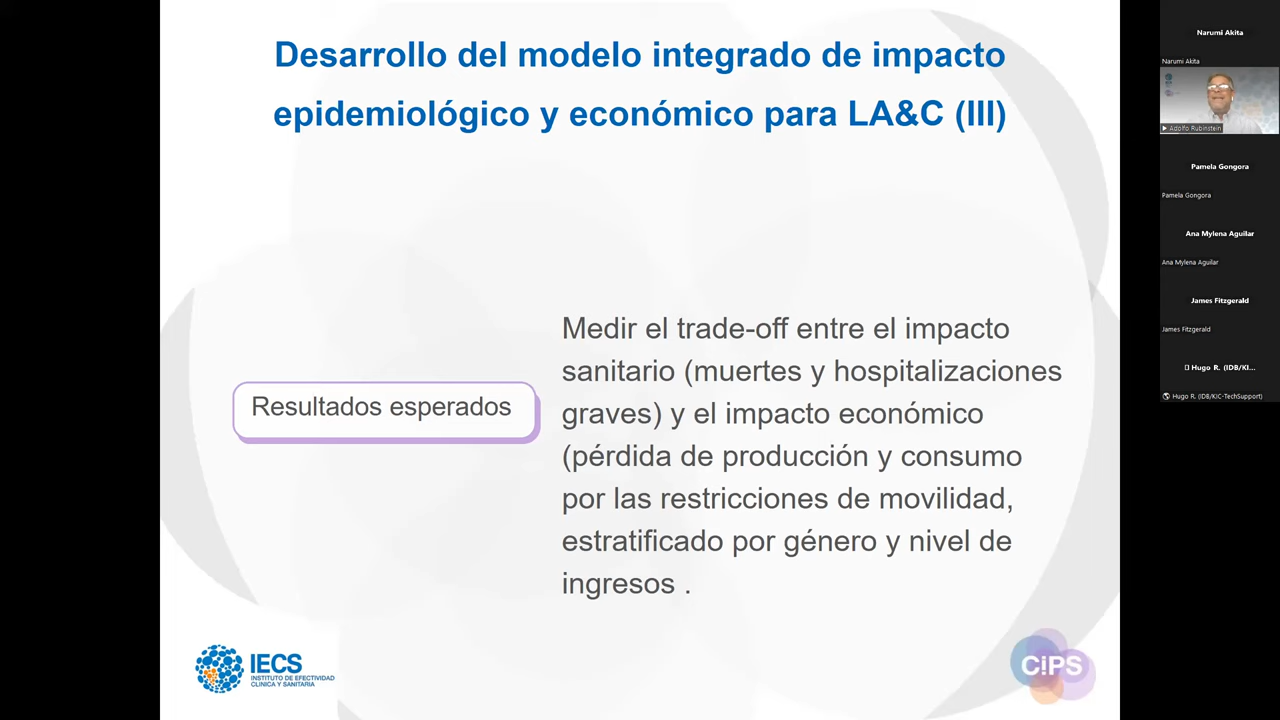 Desarrollo del modelo integrado de impacto
epidemiológico y económico para LA&C (III)
Resultados esperados
Medir el trade-off entre el impacto
sanitario (muertes y hospitalizaciones
graves) y el impacto económico
(pérdida de producción y consumo
por las restricciones de movilidad,
estratificado por género y nivel de
ingresos .
IECS
INSTITUTO DE EFECTIVIDAD
CLINICA Y SANITARIA
CiPS
Narumi Akita
Narumi Akita
Adolfo Rubinstein
Pamela Gongora
Pamela Gongora
Ana Mylena Aguilar
Ana Mylena Aguilar
James Fitzgerald
James Fitzgerald
Hugo R. (IDB/KI...
Hugo R. (IDB/KIC-TechSupport)